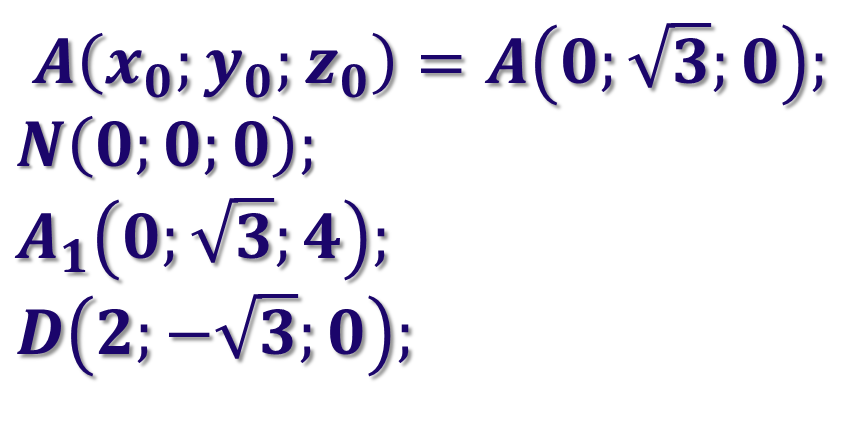 A(x₀; y₀; z₀) = A(0; √3; 0);
N(0; 0; 0);
A₁(0; √3; 4);
D(2; −√3; 0);